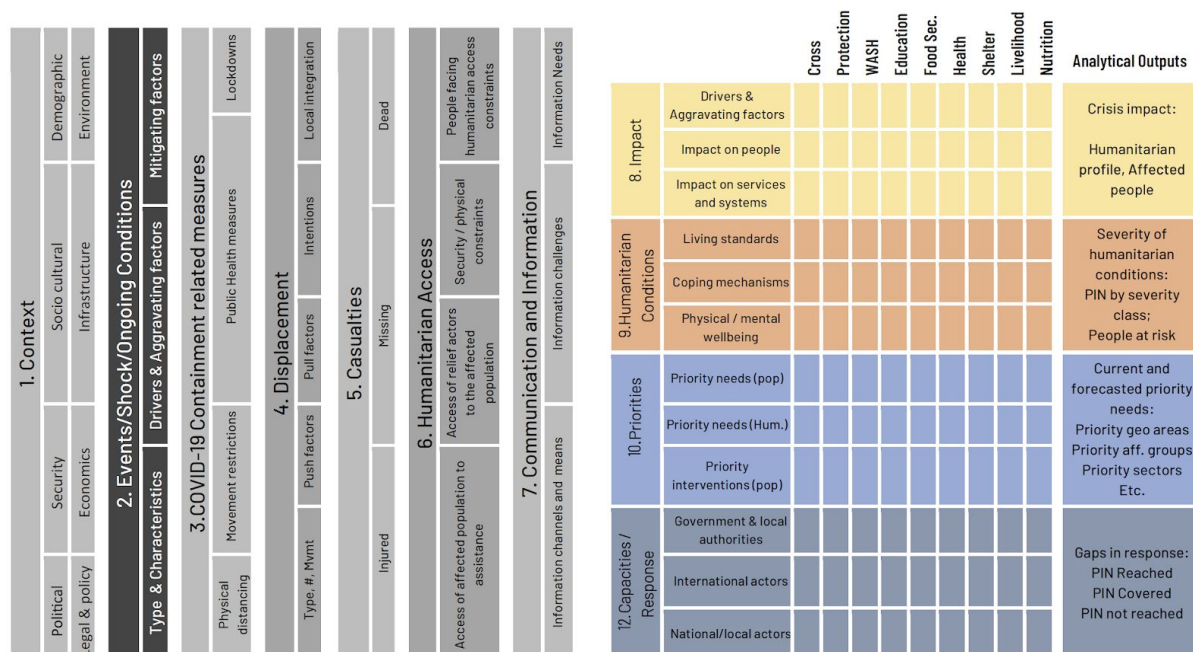 1. Context
Political
Security
Socio cultural
Demographic
Legal & policy
Economics
Infrastructure
Environment
2. Events/Shock/Ongoing Conditions
Type & Characteristics
Drivers & Aggravating factors
Mitigating factors
3.COVID-19 Containment related measures
Physical
distancing
Movement restrictions
Public Health measures
Lockdowns
4. Displacement
Type, #, Mvmt
Push factors
Pull factors
Intentions
Local integration
5. Casualties
Injured
Missing
Dead
6. Humanitarian Access
Access of affected population to
assistance
Access of relief actors
to the affected
population
Security / physical
constraints
People facing
humanitarian access
constraints
7. Communication and Information
Information channels and means
Information challenges
Information Needs
Cross
Protection
WASH
Education
Food Sec.
Health
Shelter
Livelihood
Nutrition
Analytical Outputs
8. Impact
Drivers &
Aggravating factors
Impact on people
Impact on services
and systems
Crisis impact:
Humanitarian
profile, Affected
people
9.Humanitarian
Conditions
Living standards
Coping mechanisms
Physical / mental
wellbeing
Severity of
humanitarian
conditions:
PIN by severity
class;
People at risk
10.Priorities
Priority needs (pop)
Priority needs (Hum.)
Priority
interventions (pop)
Current and
forecasted priority
needs:
Priority geo areas
Priority aff. groups
Priority sectors
Etc.
12.Capacities /
Response
Government & local
authorities
International actors
National/local actors
Gaps in response:
PIN Reached
PIN Covered
PIN not reached